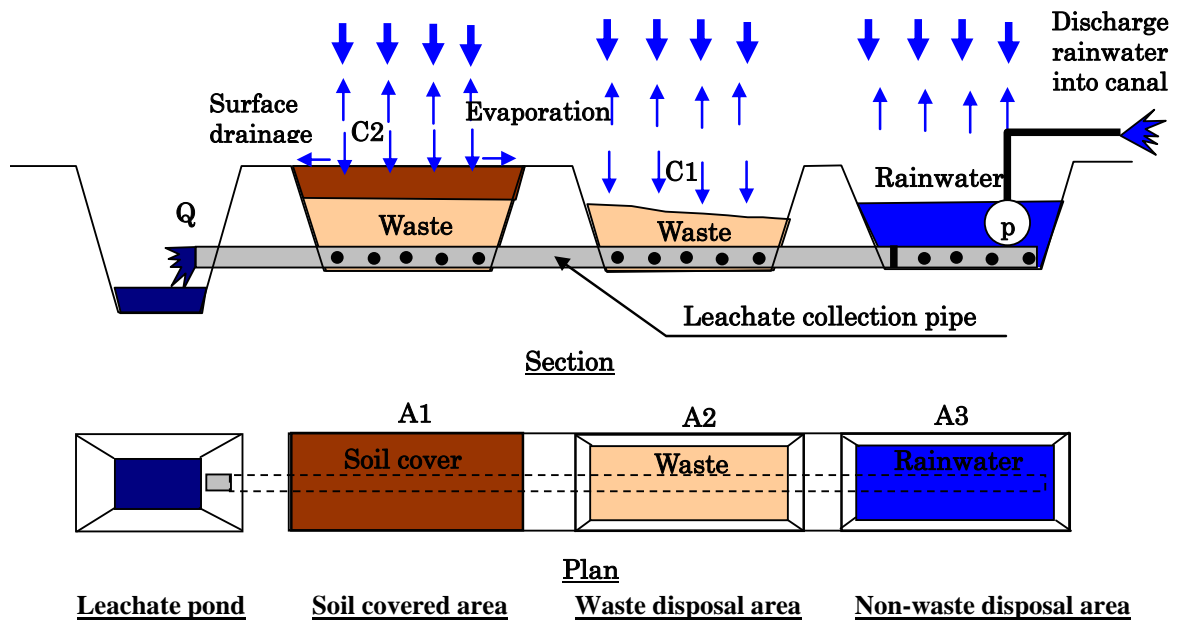 Discharge
rainwater
into canal
Surface
drainage
C2
Evaporation
C1
Rainwater
Q
Waste
Waste
p
Leachate collection pipe
Section
A1
A2
A3
Soil cover
Waste
Rainwater
Plan
Leachate pond
Soil covered area
Waste disposal area
Non-waste disposal area